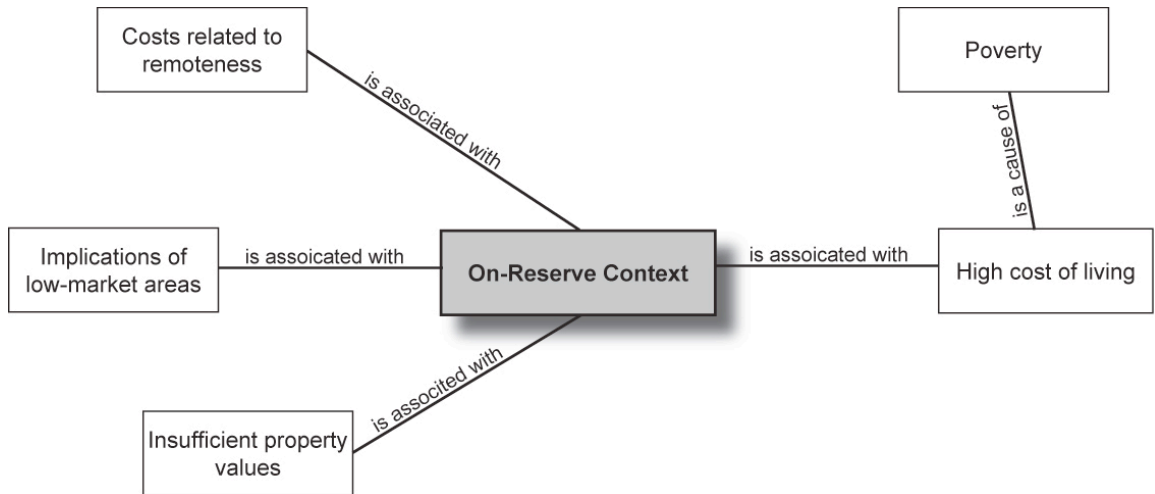 Costs related to
remoteness
Poverty
is associated with
is a cause of
Implications of
low-market areas
is assoicated with
On-Reserve Context
is assoicated with
High cost of living
is associted with
Insufficient property
values